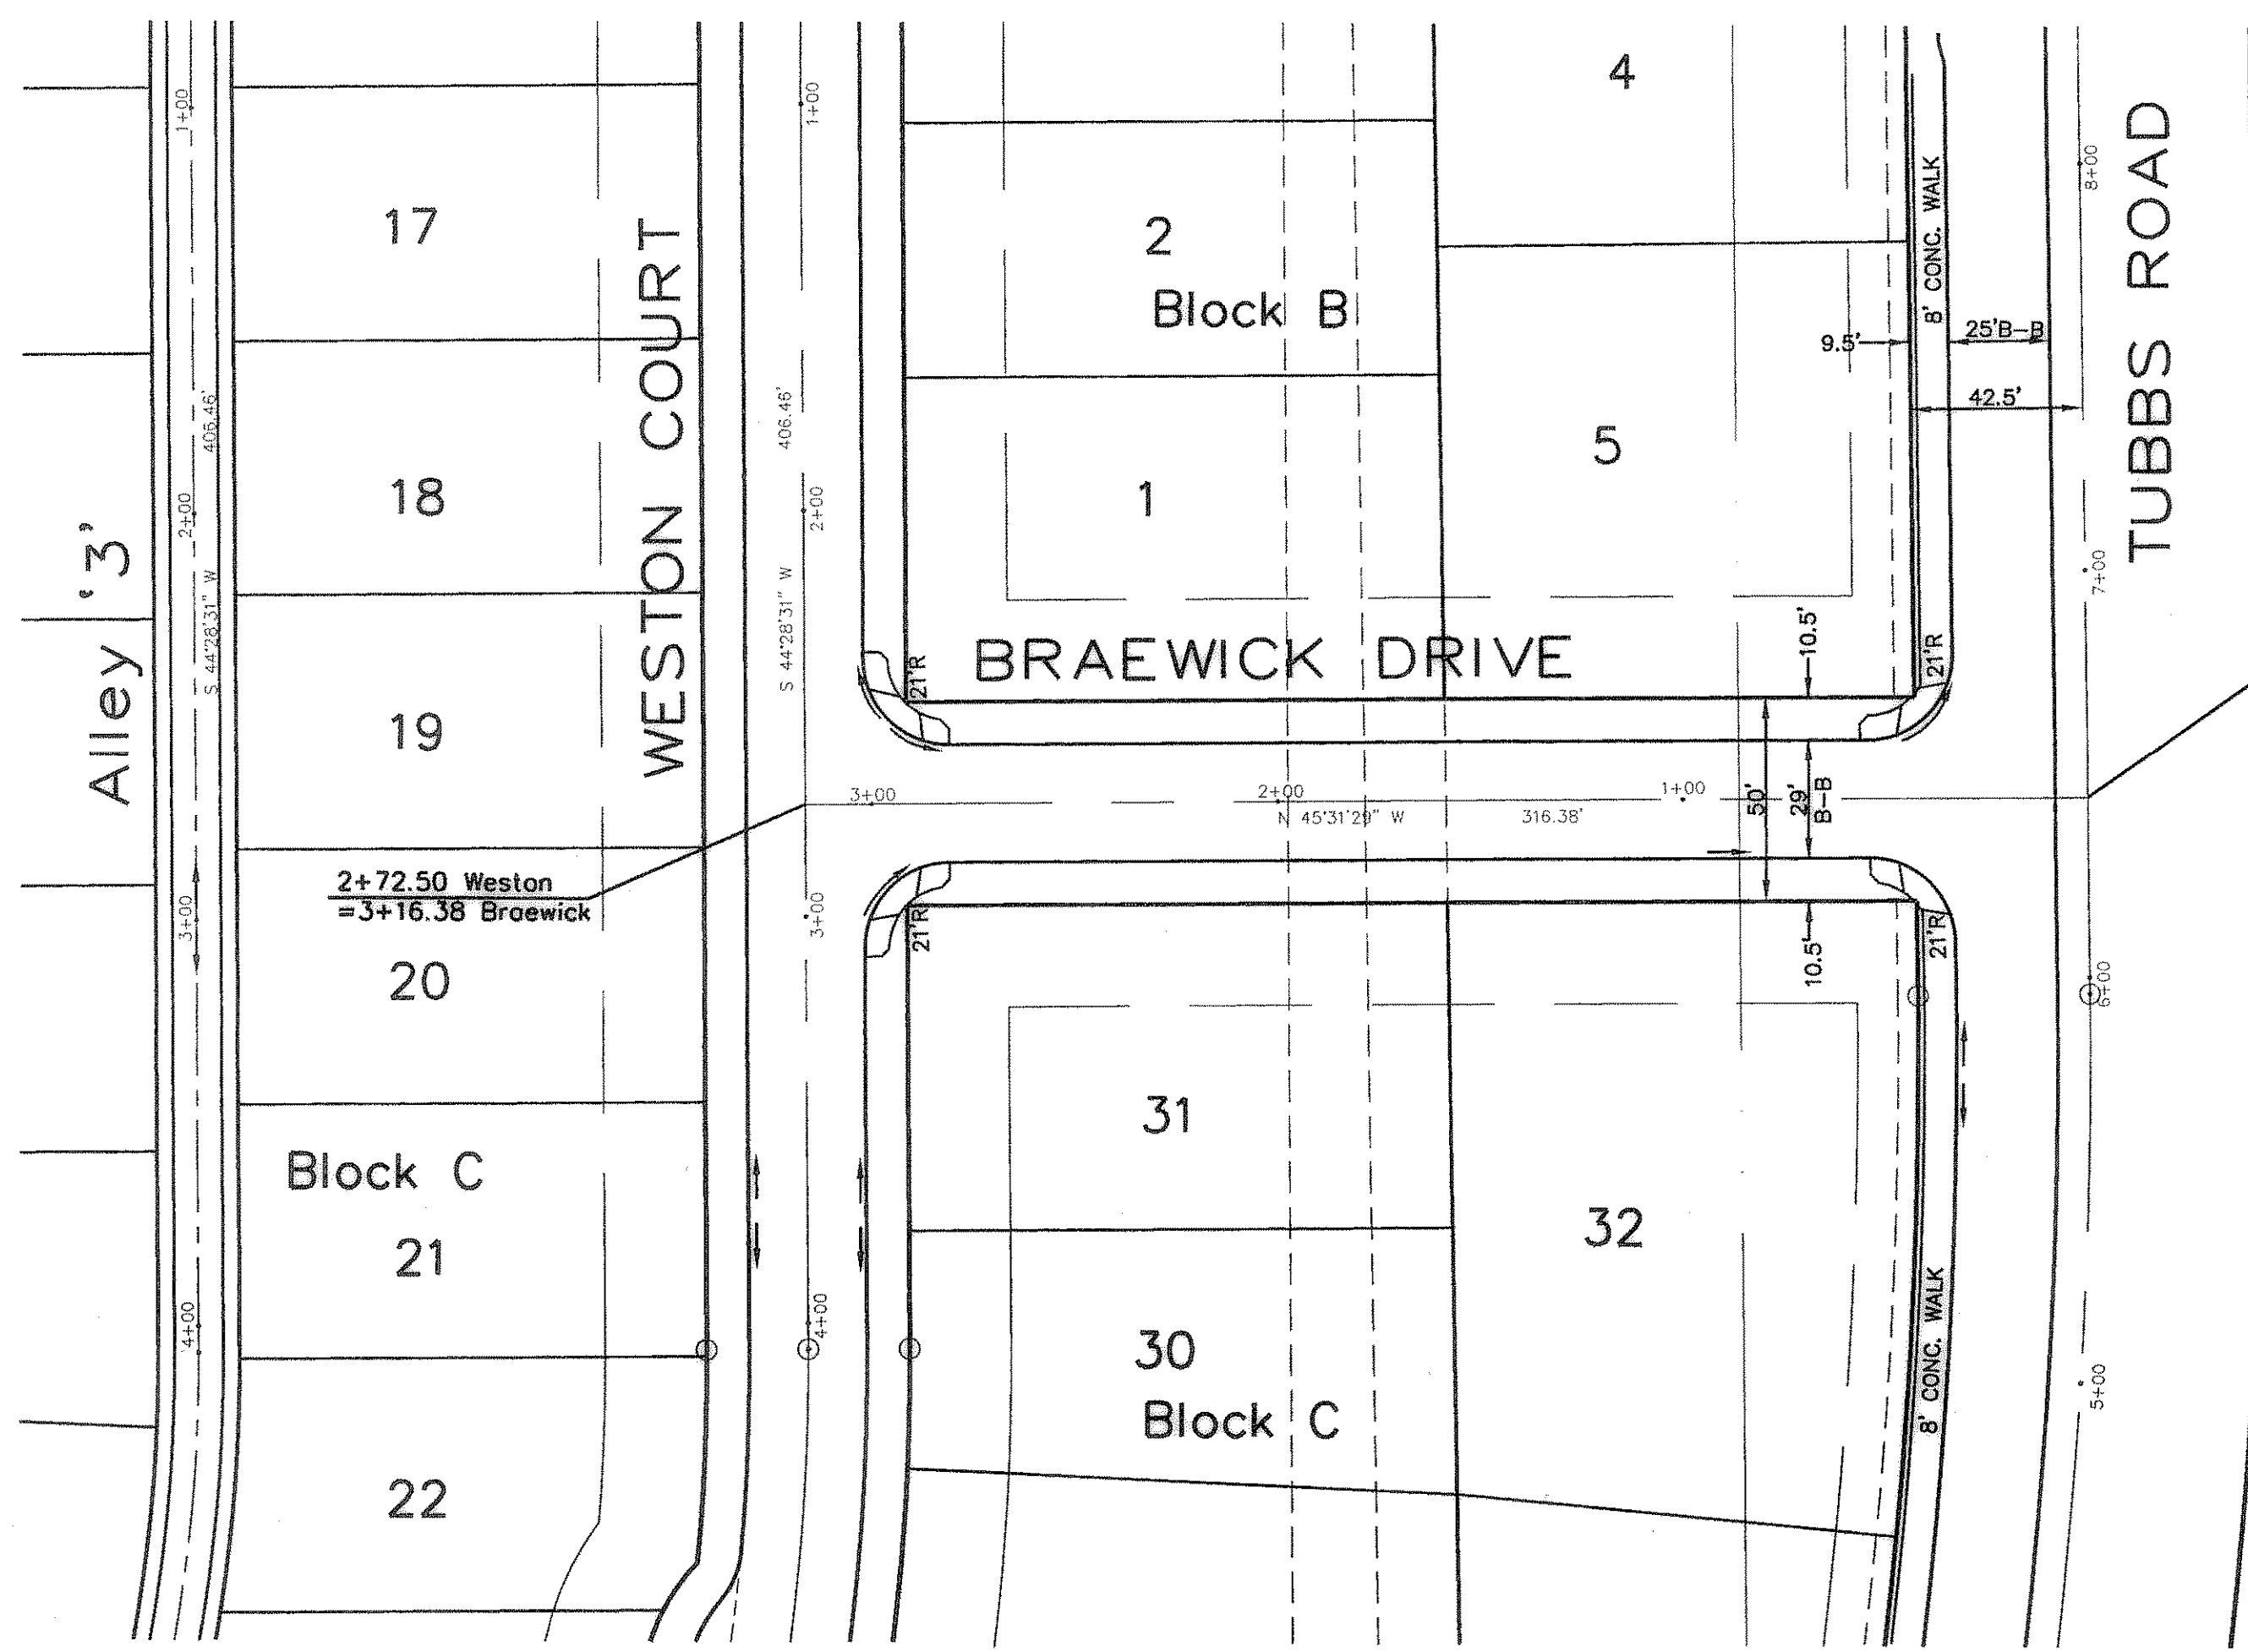 Alley '3'
1+00
2+00
3+00
4+00
S 44°28'31" W 406.46'
17
18
19
20
Block C
21
22
WESTON COURT
1+00
2+00
3+00
4+00
S 44°28'31" W 406.46'
2+72.50 Weston
=3+16.38 Braewick
2
Block B
1
4
5
BRAEWICK DRIVE
21'R
21'R
21'R
21'R
3+00
2+00
1+00
N 45°31'29" W 316.38'
10.5'
50'
29'
B-B
10.5'
31
30
Block C
32
8' CONC. WALK
9.5'
25'B-B
42.5'
8' CONC. WALK
TUBBS ROAD
8+00
7+00
6+00
5+00